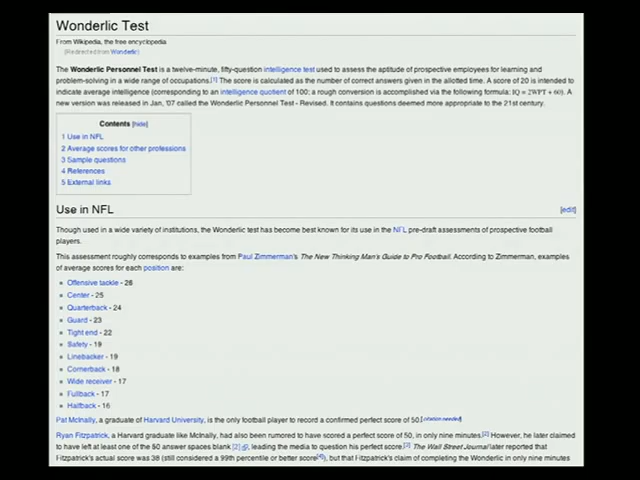 Wonderlic Test
From Wikipedia, the free encyclopedia
(Redirected from Wonderlic)
The Wonderlic Personnel Test is a twelve-minute, fifty-question intelligence test used to assess the aptitude of prospective employees for learning and
problem-solving in a wide range of occupations.[1] The score is calculated as the number of correct answers given in the allotted time. A score of 20 is intended to
indicate average intelligence (corresponding to an intelligence quotient of 100; a rough conversion is accomplished via the following formula: IQ = 2WPT + 60). A
new version was released in Jan, '07 called the Wonderlic Personnel Test - Revised. It contains questions deemed more appropriate to the 21st century.
Contents [hide]
1 Use in NFL
2 Average scores for other professions
3 Sample questions
4 References
5 External links
Use in NFL
[edit]
Though used in a wide variety of institutions, the Wonderlic test has become best known for its use in the NFL pre-draft assessments of prospective football
players.
This assessment roughly corresponds to examples from Paul Zimmerman's The New Thinking Man's Guide to Pro Football. According to Zimmerman, examples
of average scores for each position are:
Offensive tackle - 26
Center - 25
Quarterback - 24
Guard - 23
Tight end - 22
Safety - 19
Linebacker - 19
Cornerback - 18
Wide receiver - 17
Fullback - 17
Halfback - 16
Pat McInally, a graduate of Harvard University, is the only football player to record a confirmed perfect score of 50.[citation needed]
Ryan Fitzpatrick, a Harvard graduate like McInally, had also been rumored to have scored a perfect score of 50, in only nine minutes.[2] However, he later claimed
to have left at least one of the 50 answer spaces blank [2], leading the media to question his perfect score.[3] The Wall Street Journal later reported that
Fitzpatrick's actual score was 38 (still considered a 99th percentile or better score[4]), but that Fitzpatrick's claim of completing the Wonderlic in only nine minutes